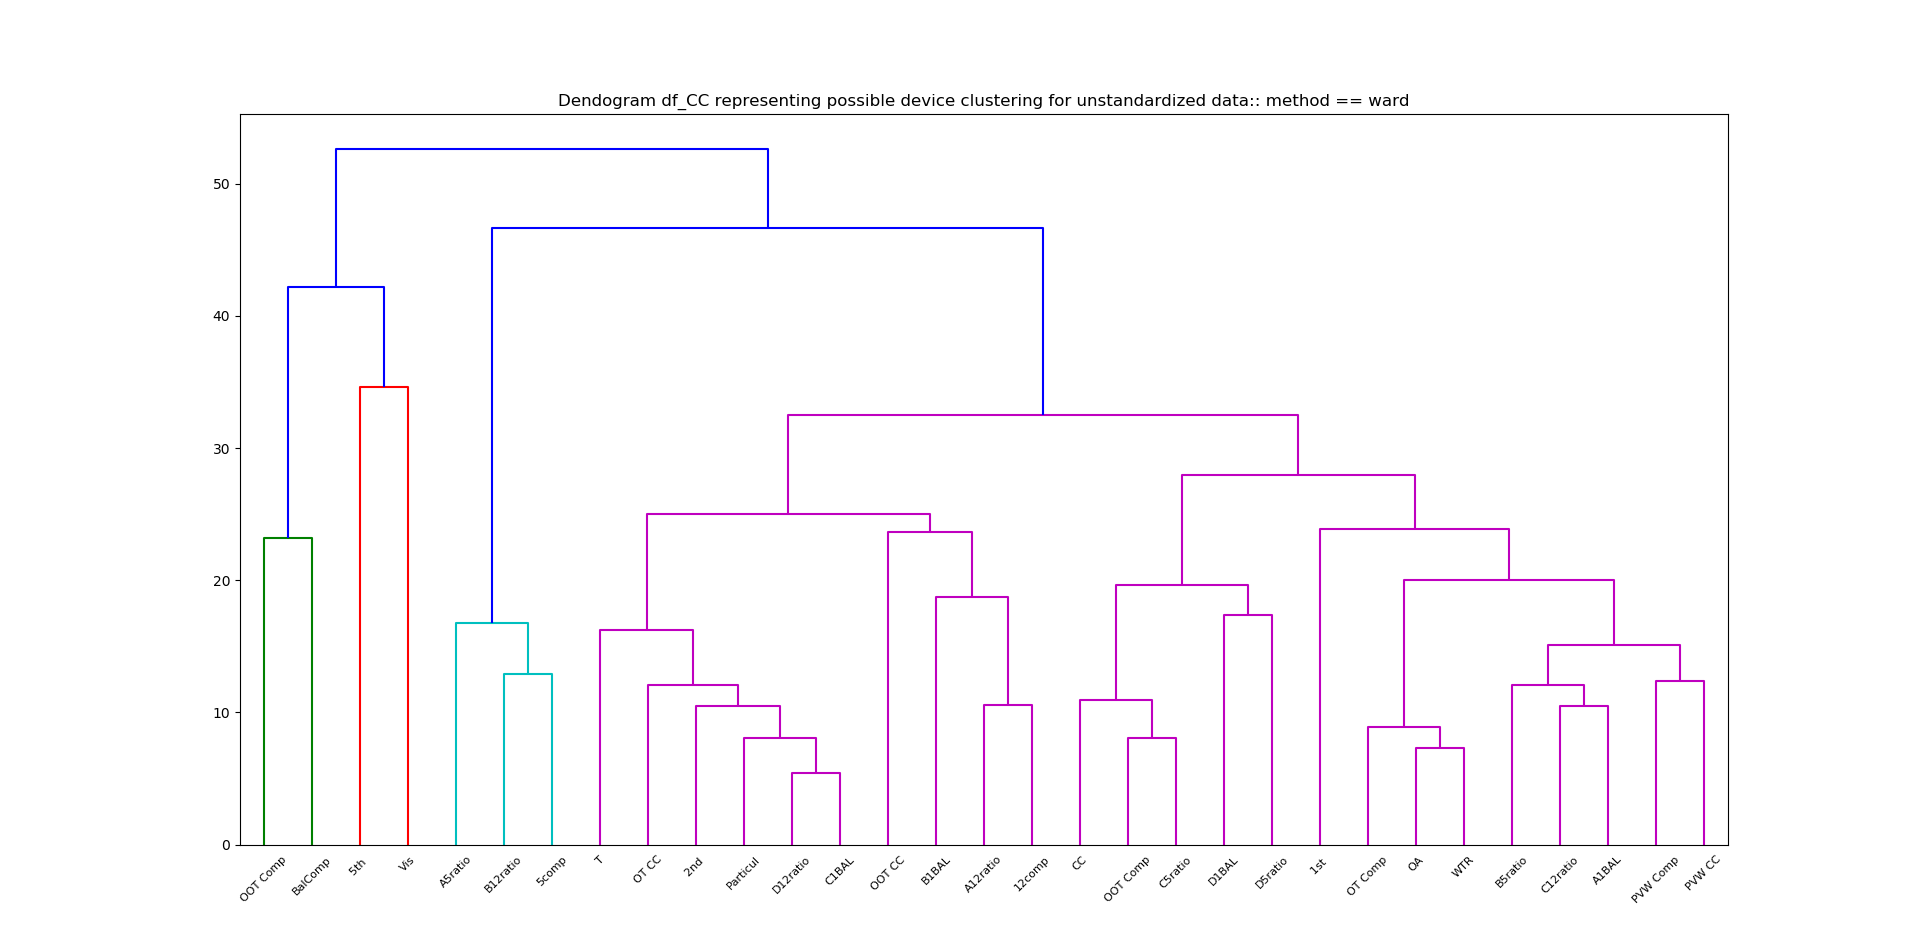 Dendogram df_CC representing possible device clustering for unstandardized data:: method == ward
50
40
30
20
10
0
OOT Comp
BalComp
5th
Vis
A5ratio
B12ratio
5comp
T
OT CC
2nd
Particul
D12ratio
C1BAL
OOT CC
B1BAL
A12ratio
12comp
CC
OOT Comp
C5ratio
D1BAL
D5ratio
1st
OT Comp
OA
WTR
B5ratio
C12ratio
A1BAL
PVW Comp
PVW CC